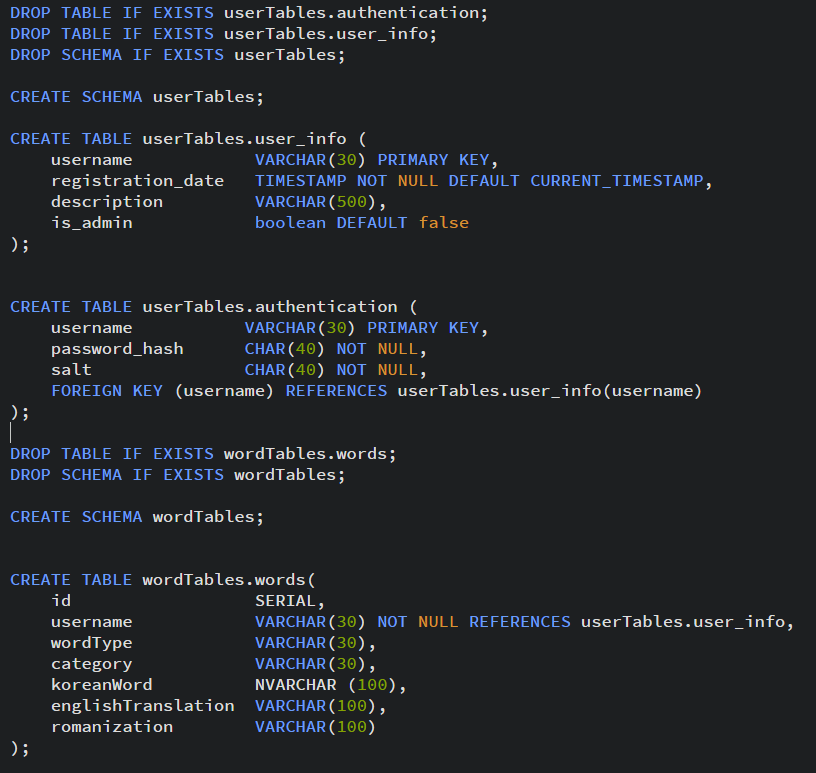 DROP TABLE IF EXISTS userTables.authentication;
DROP TABLE IF EXISTS userTables.user_info;
DROP SCHEMA IF EXISTS userTables;
CREATE SCHEMA userTables;
CREATE TABLE userTables.user_info (
username VARCHAR(30) PRIMARY KEY,
registration_date TIMESTAMP NOT NULL DEFAULT CURRENT_TIMESTAMP,
description VARCHAR(500),
is_admin boolean DEFAULT false
);
CREATE TABLE userTables.authentication (
username VARCHAR(30) PRIMARY KEY,
password_hash CHAR(40) NOT NULL,
salt CHAR(40) NOT NULL,
FOREIGN KEY (username) REFERENCES userTables.user_info(username)
);
DROP TABLE IF EXISTS wordTables.words;
DROP SCHEMA IF EXISTS wordTables;
CREATE SCHEMA wordTables;
CREATE TABLE wordTables.words(
id SERIAL,
username VARCHAR(30) NOT NULL REFERENCES userTables.user_info,
wordType VARCHAR(30),
category VARCHAR(30),
koreanWord NVARCHAR (100),
englishTranslation VARCHAR(100),
romanization VARCHAR(100)
);